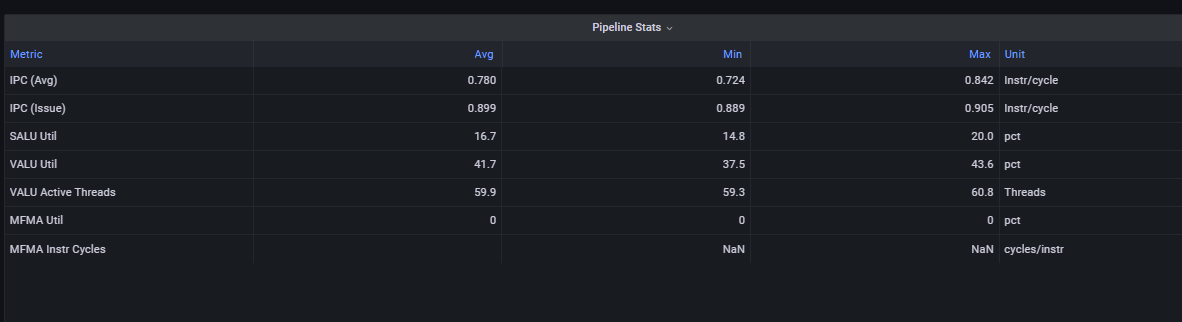 Pipeline Stats
Metric Avg Min Max Unit
IPC (Avg) 0.780 0.724 0.842 Instr/cycle
IPC (Issue) 0.899 0.889 0.905 Instr/cycle
SALU Util 16.7 14.8 20.0 pct
VALU Util 41.7 37.5 43.6 pct
VALU Active Threads 59.9 59.3 60.8 Threads
MFMA Util 0 0 0 pct
MFMA Instr Cycles NaN NaN cycles/instr